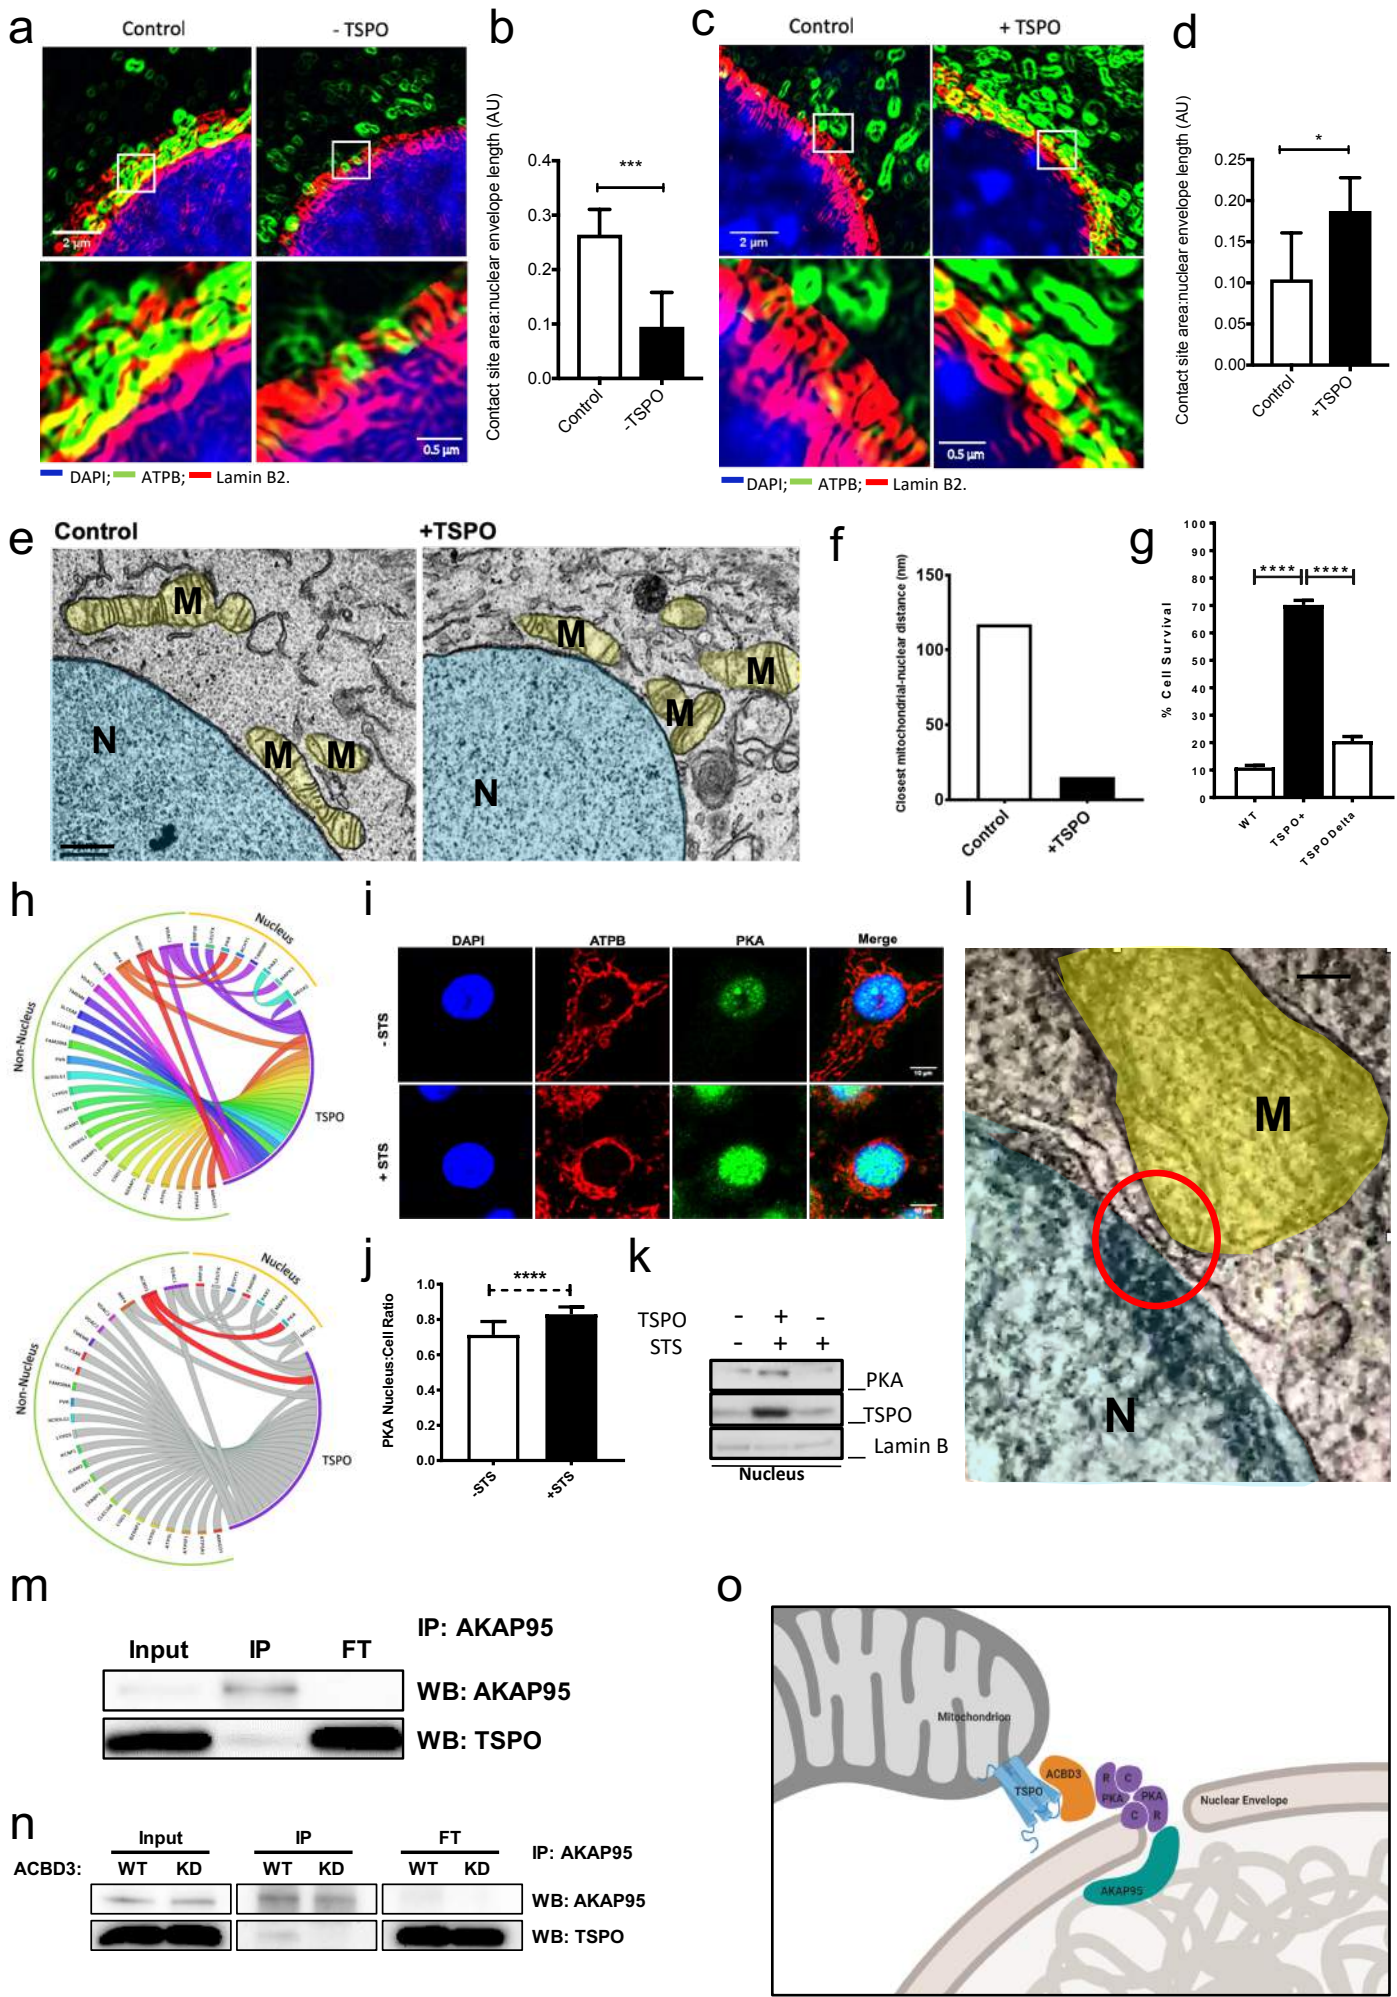 a
Control
- TSPO
2 µm
0.5 µm
DAPI; ATPB; Lamin B2.
b
Contact site area:nuclear envelope length (AU)
0.4
0.3
0.2
0.1
0.0
***
Control
-TSPO
c
Control
+ TSPO
2 µm
0.5 µm
DAPI; ATPB; Lamin B2.
d
Contact site area:nuclear envelope length (AU)
0.25
0.20
0.15
0.10
0.05
0.00
*
Control
+TSPO
e
Control
+TSPO
M
M
M
N
M
M
M
N
f
Closest mitochondrial-nuclear distance (nm)
150
100
50
0
Control
+TSPO
g
% Cell Survival
100
90
80
70
60
50
40
30
20
10
0
**** ****
WT
TSPO+
TSPODelta
h
Nucleus
Non-Nucleus
TSPO
Nucleus
Non-Nucleus
TSPO
i
DAPI
ATPB
PKA
Merge
- STS
+ STS
10 µm
j
PKA Nucleus:Cell Ratio
1.0
0.8
0.6
0.4
0.2
0.0
****
-STS
+STS
k
TSPO - + -
STS - + +
PKA
TSPO
Lamin B
Nucleus
l
M
N
m
IP: AKAP95
Input IP FT
WB: AKAP95
WB: TSPO
n
Input IP FT
IP: AKAP95
ACBD3: WT KD WT KD WT KD
WB: AKAP95
WB: TSPO
o
Mitochondrion
TSPO
ACBD3
R C
PKA
PKA
C R
Nuclear Envelope
AKAP95